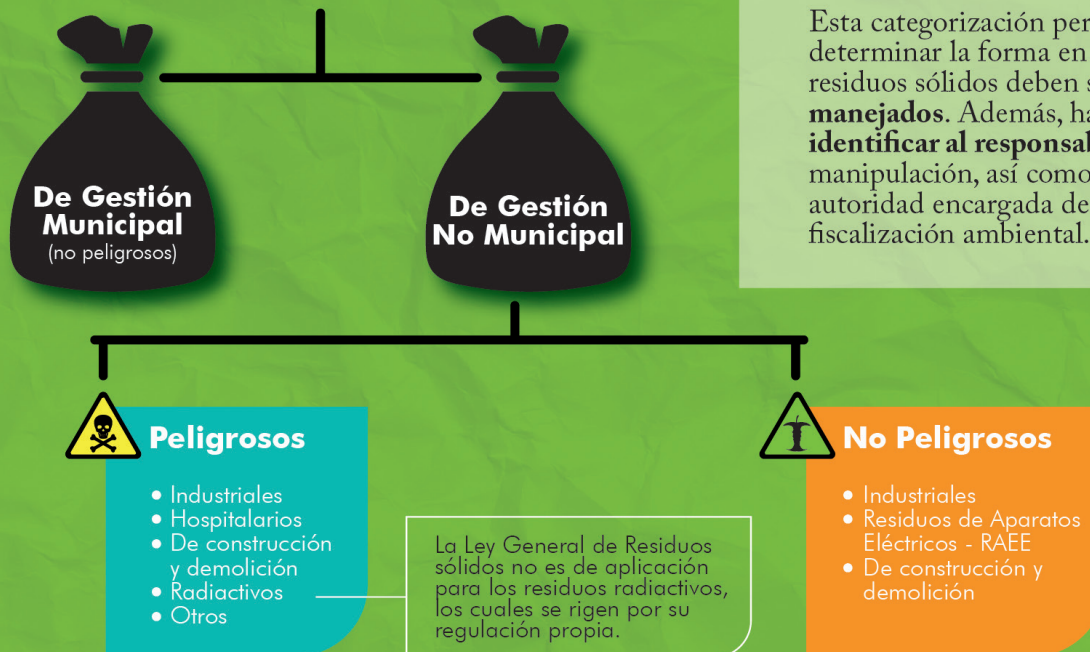 Esta categorización per
determinar la forma en
residuos sólidos deben s
manejados. Además, ha
identificar al responsab
manipulación, así como
autoridad encargada de
fiscalización ambiental.
De Gestión
Municipal
(no peligrosos)
De Gestión
No Municipal
Peligrosos
• Industriales
• Hospitalarios
• De construcción
y demolición
• Radiactivos
• Otros
La Ley General de Residuos
sólidos no es de aplicación
para los residuos radiactivos,
los cuales se rigen por su
regulación propia.
No Peligrosos
• Industriales
• Residuos de Aparatos
Eléctricos - RAEE
• De construcción y
demolición